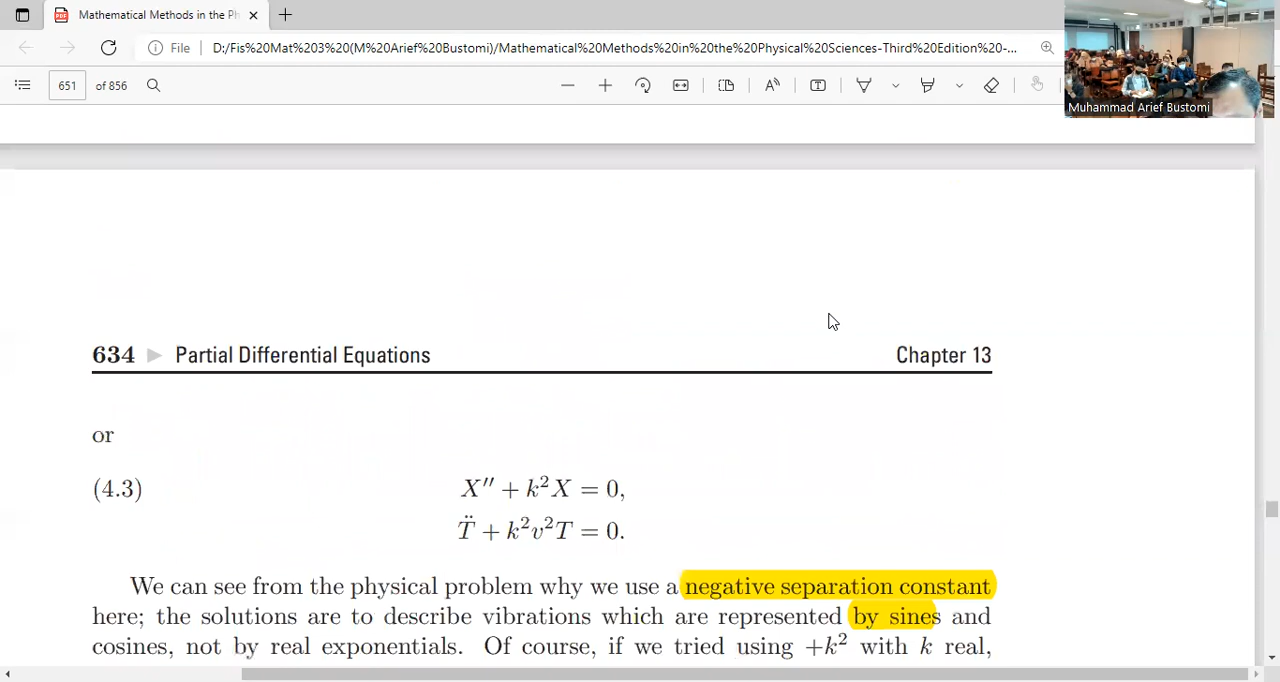 Mathematical Methods in the Ph
File
D:/Fis%20Mat%203%20(M%20Arief%20Bustomi)/Mathematical%20Methods%20in%20the%20Physical%20Sciences-Third%20Edition%20-...
651 of 856
Muhammad Arief Bustomi
634 ► Partial Differential Equations Chapter 13
or
(4.3) X″ + k²X = 0,
T̈ + k²v²T = 0.
We can see from the physical problem why we use a negative separation constant
here; the solutions are to describe vibrations which are represented by sines and
cosines, not by real exponentials. Of course, if we tried using +k² with k real,